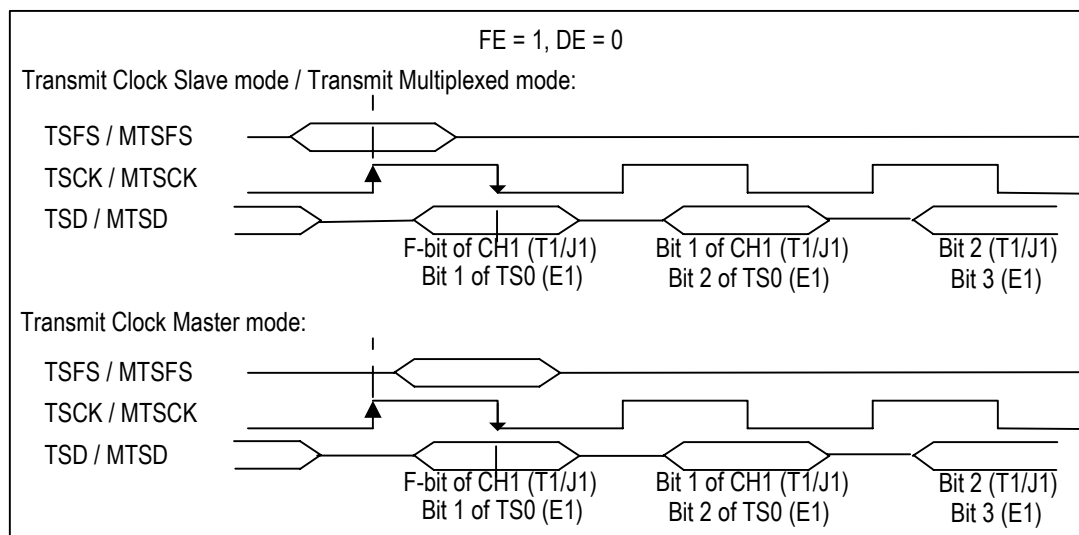 FE = 1, DE = 0
Transmit Clock Slave mode / Transmit Multiplexed mode:
TSFS / MTSFS
TSCK / MTSCK
TSD / MTSD
F-bit of CH1 (T1/J1) Bit 1 of CH1 (T1/J1) Bit 2 (T1/J1)
Bit 1 of TS0 (E1) Bit 2 of TS0 (E1) Bit 3 (E1)
Transmit Clock Master mode:
TSFS / MTSFS
TSCK / MTSCK
TSD / MTSD
F-bit of CH1 (T1/J1) Bit 1 of CH1 (T1/J1) Bit 2 (T1/J1)
Bit 1 of TS0 (E1) Bit 2 of TS0 (E1) Bit 3 (E1)